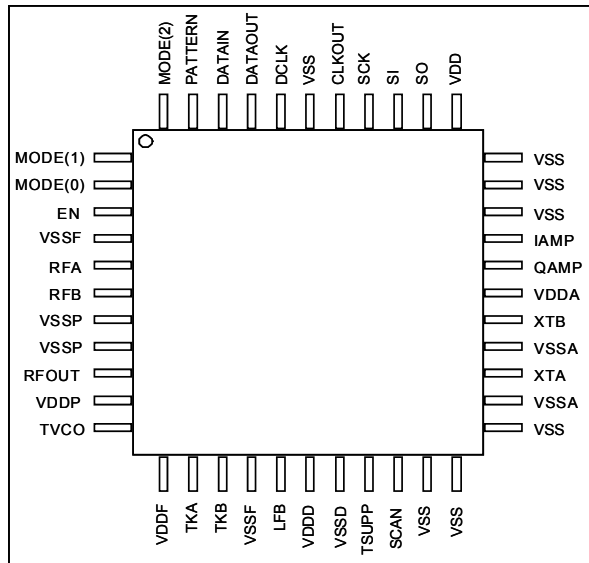 MODE(2)
PATTERN
DATAIN
DATAOUT
DCLK
VSS
CLKOUT
SCK
SI
SO
VDD
MODE(1)
MODE(0)
EN
VSSF
RFA
RFB
VSSP
VSSP
RFOUT
VDDP
TVCO
VSS
VSS
VSS
IAMP
QAMP
VDDA
XTB
VSSA
XTA
VSSA
VSS
VDDF
TKA
TKB
VSSF
LFB
VDDD
VSSD
TSUPP
SCAN
VSS
VSS